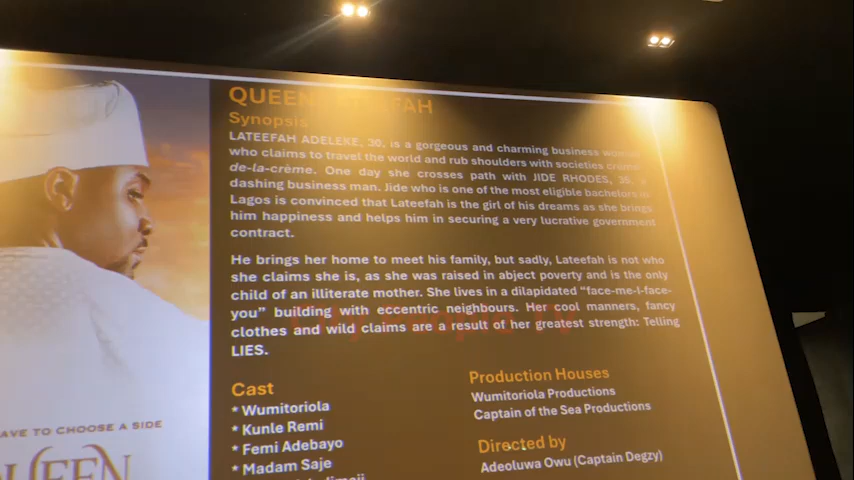 QUEEN FAH
Synopsis
LATEEFAH ADELEKE, 30, is a gorgeous and charming business
who claims to travel the world and rub shoulders with societies
de-la-crème. One day she crosses path with JIDE RHODES,
dashing business man. Jide who is one of the most eligible bachelors
Lagos is convinced that Lateefah is the girl of his dreams as she brings
him happiness and helps him in securing a very lucrative government
contract.
He brings her home to meet his family, but sadly, Lateefah is not who
she claims she is, as she was raised in abject poverty and is the only
child of an illiterate mother. She lives in a dilapidated “face-me-I-face-
you” building with eccentric neighbours. Her cool manners, fancy
clothes and wild claims are a result of her greatest strength: Telling
LIES.
Cast
* Wumitoriola
* Kunle Remi
* Femi Adebayo
* Madam Saje
Production Houses
Wumitoriola Productions
Captain of the Sea Productions
Directed by
Adeoluwa Owu (Captain Degzy)
AVE TO CHOOSE A SIDE
QUEEN